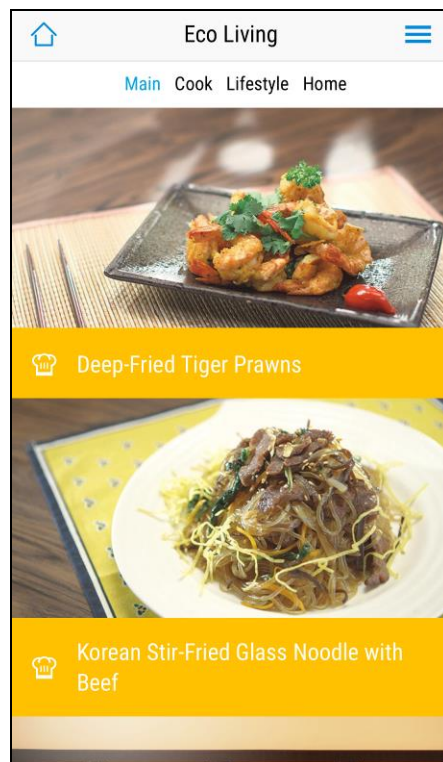 Eco Living
Main Cook Lifestyle Home
Deep-Fried Tiger Prawns
Korean Stir-Fried Glass Noodle with
Beef